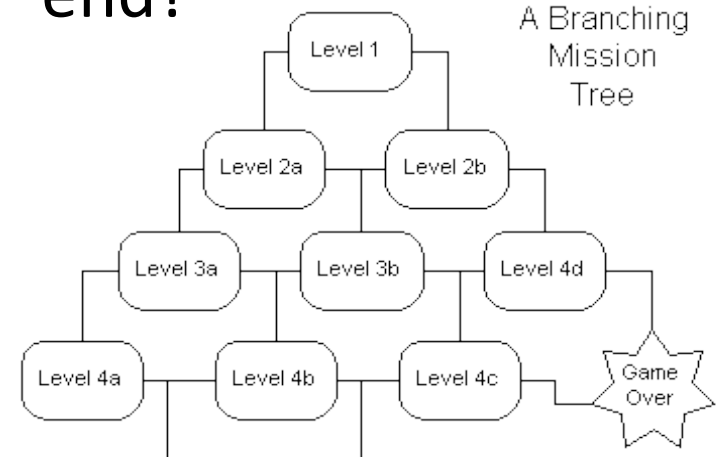 end?
A Branching
Mission
Tree
Level 1
Level 2a
Level 2b
Level 3a
Level 3b
Level 4d
Level 4a
Level 4b
Level 4c
Game
Over